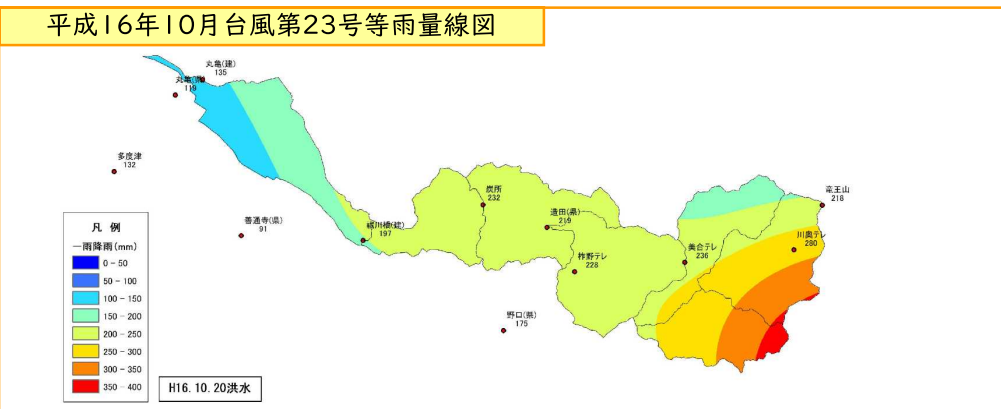 平成16年10月台風第23号等雨量線図
丸亀(建)
135
丸亀(県)
119
多度津
132
善通寺(県)
91
祓川橋(建)
197
炭所
232
造田(県)
219
柞野テレ
228
野口(県)
175
美合テレ
236
竜王山
218
川奥テレ
280
凡 例
一雨降雨(mm)
0 - 50
50 - 100
100 - 150
150 - 200
200 - 250
250 - 300
300 - 350
350 - 400
H16.10.20洪水